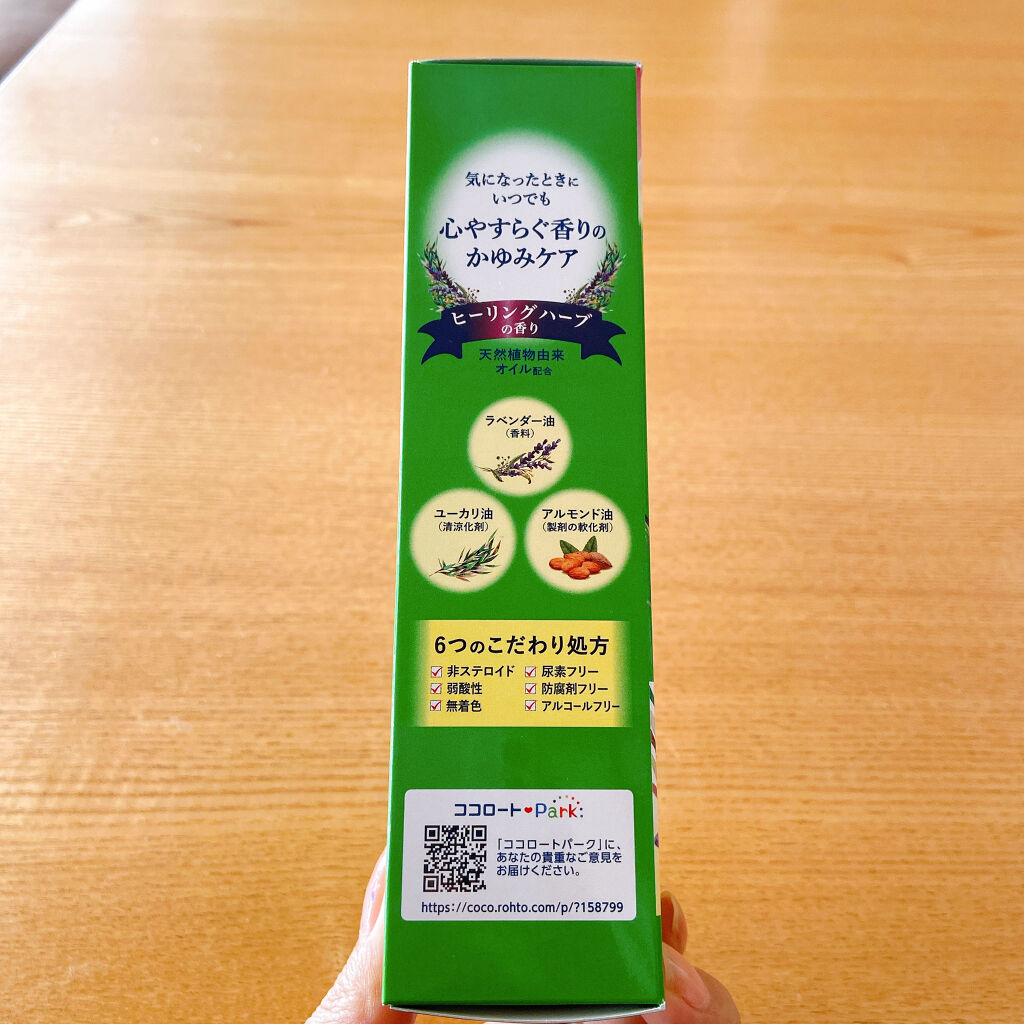 気になったときに
いつでも
心やすらぐ香りの
かゆみケア
ヒーリングハーブ
の香り
天然植物由来
オイル配合
ラベンダー油
（香料）
ユーカリ油
（清涼化剤）
アルモンド油
（製剤の軟化剤）
6つのこだわり処方
非ステロイド
尿素フリー
弱酸性
防腐剤フリー
無着色
アルコールフリー
ココロート♥Park:
「ココロートパーク」に、
あなたの貴重なご意見を
お届けください。
https://coco.rohto.com/p/?158799